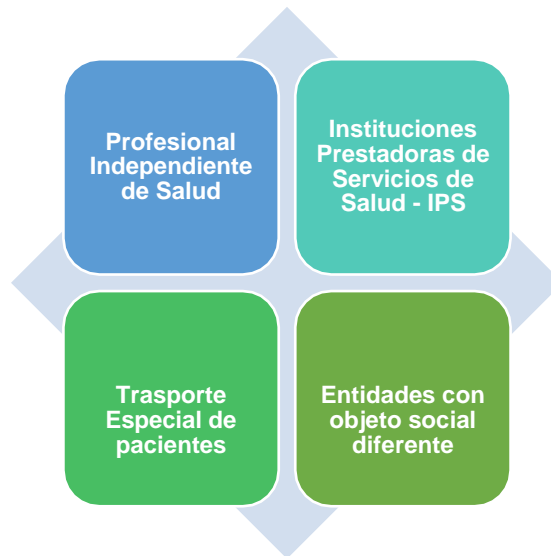 Profesional
Independiente
de Salud
Instituciones
Prestadoras de
Servicios de
Salud - IPS
Trasporte
Especial de
pacientes
Entidades con
objeto social
diferente